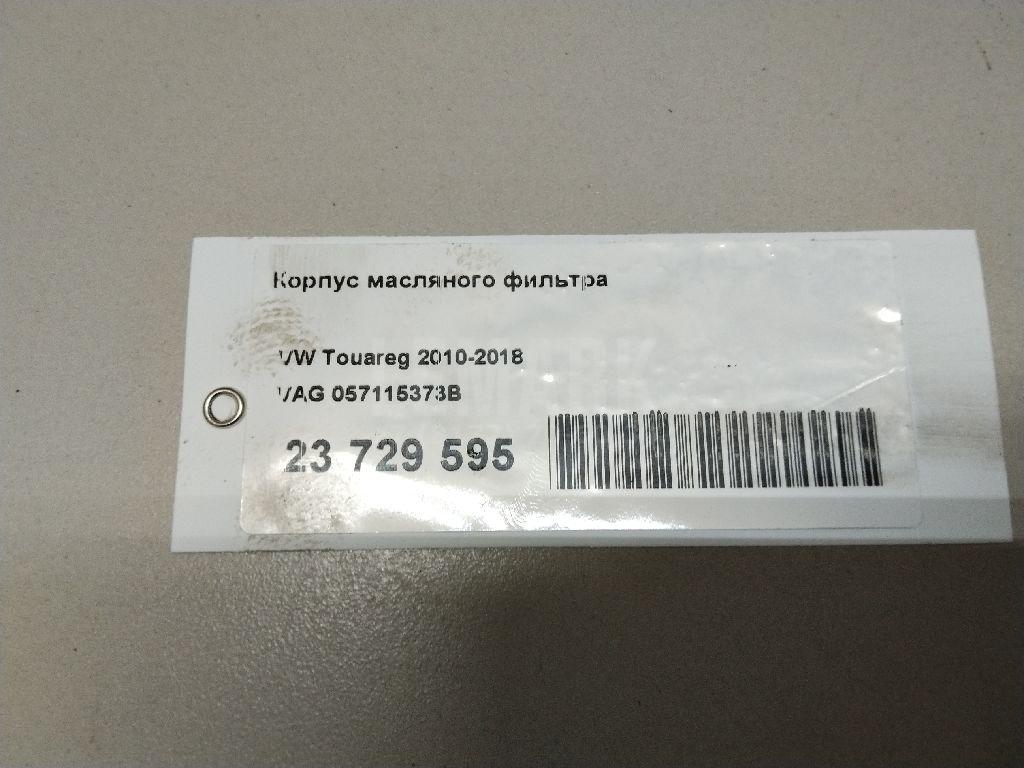 Корпус масляного фильтра
VW Touareg 2010-2018
VAG 057115373B
23 729 595